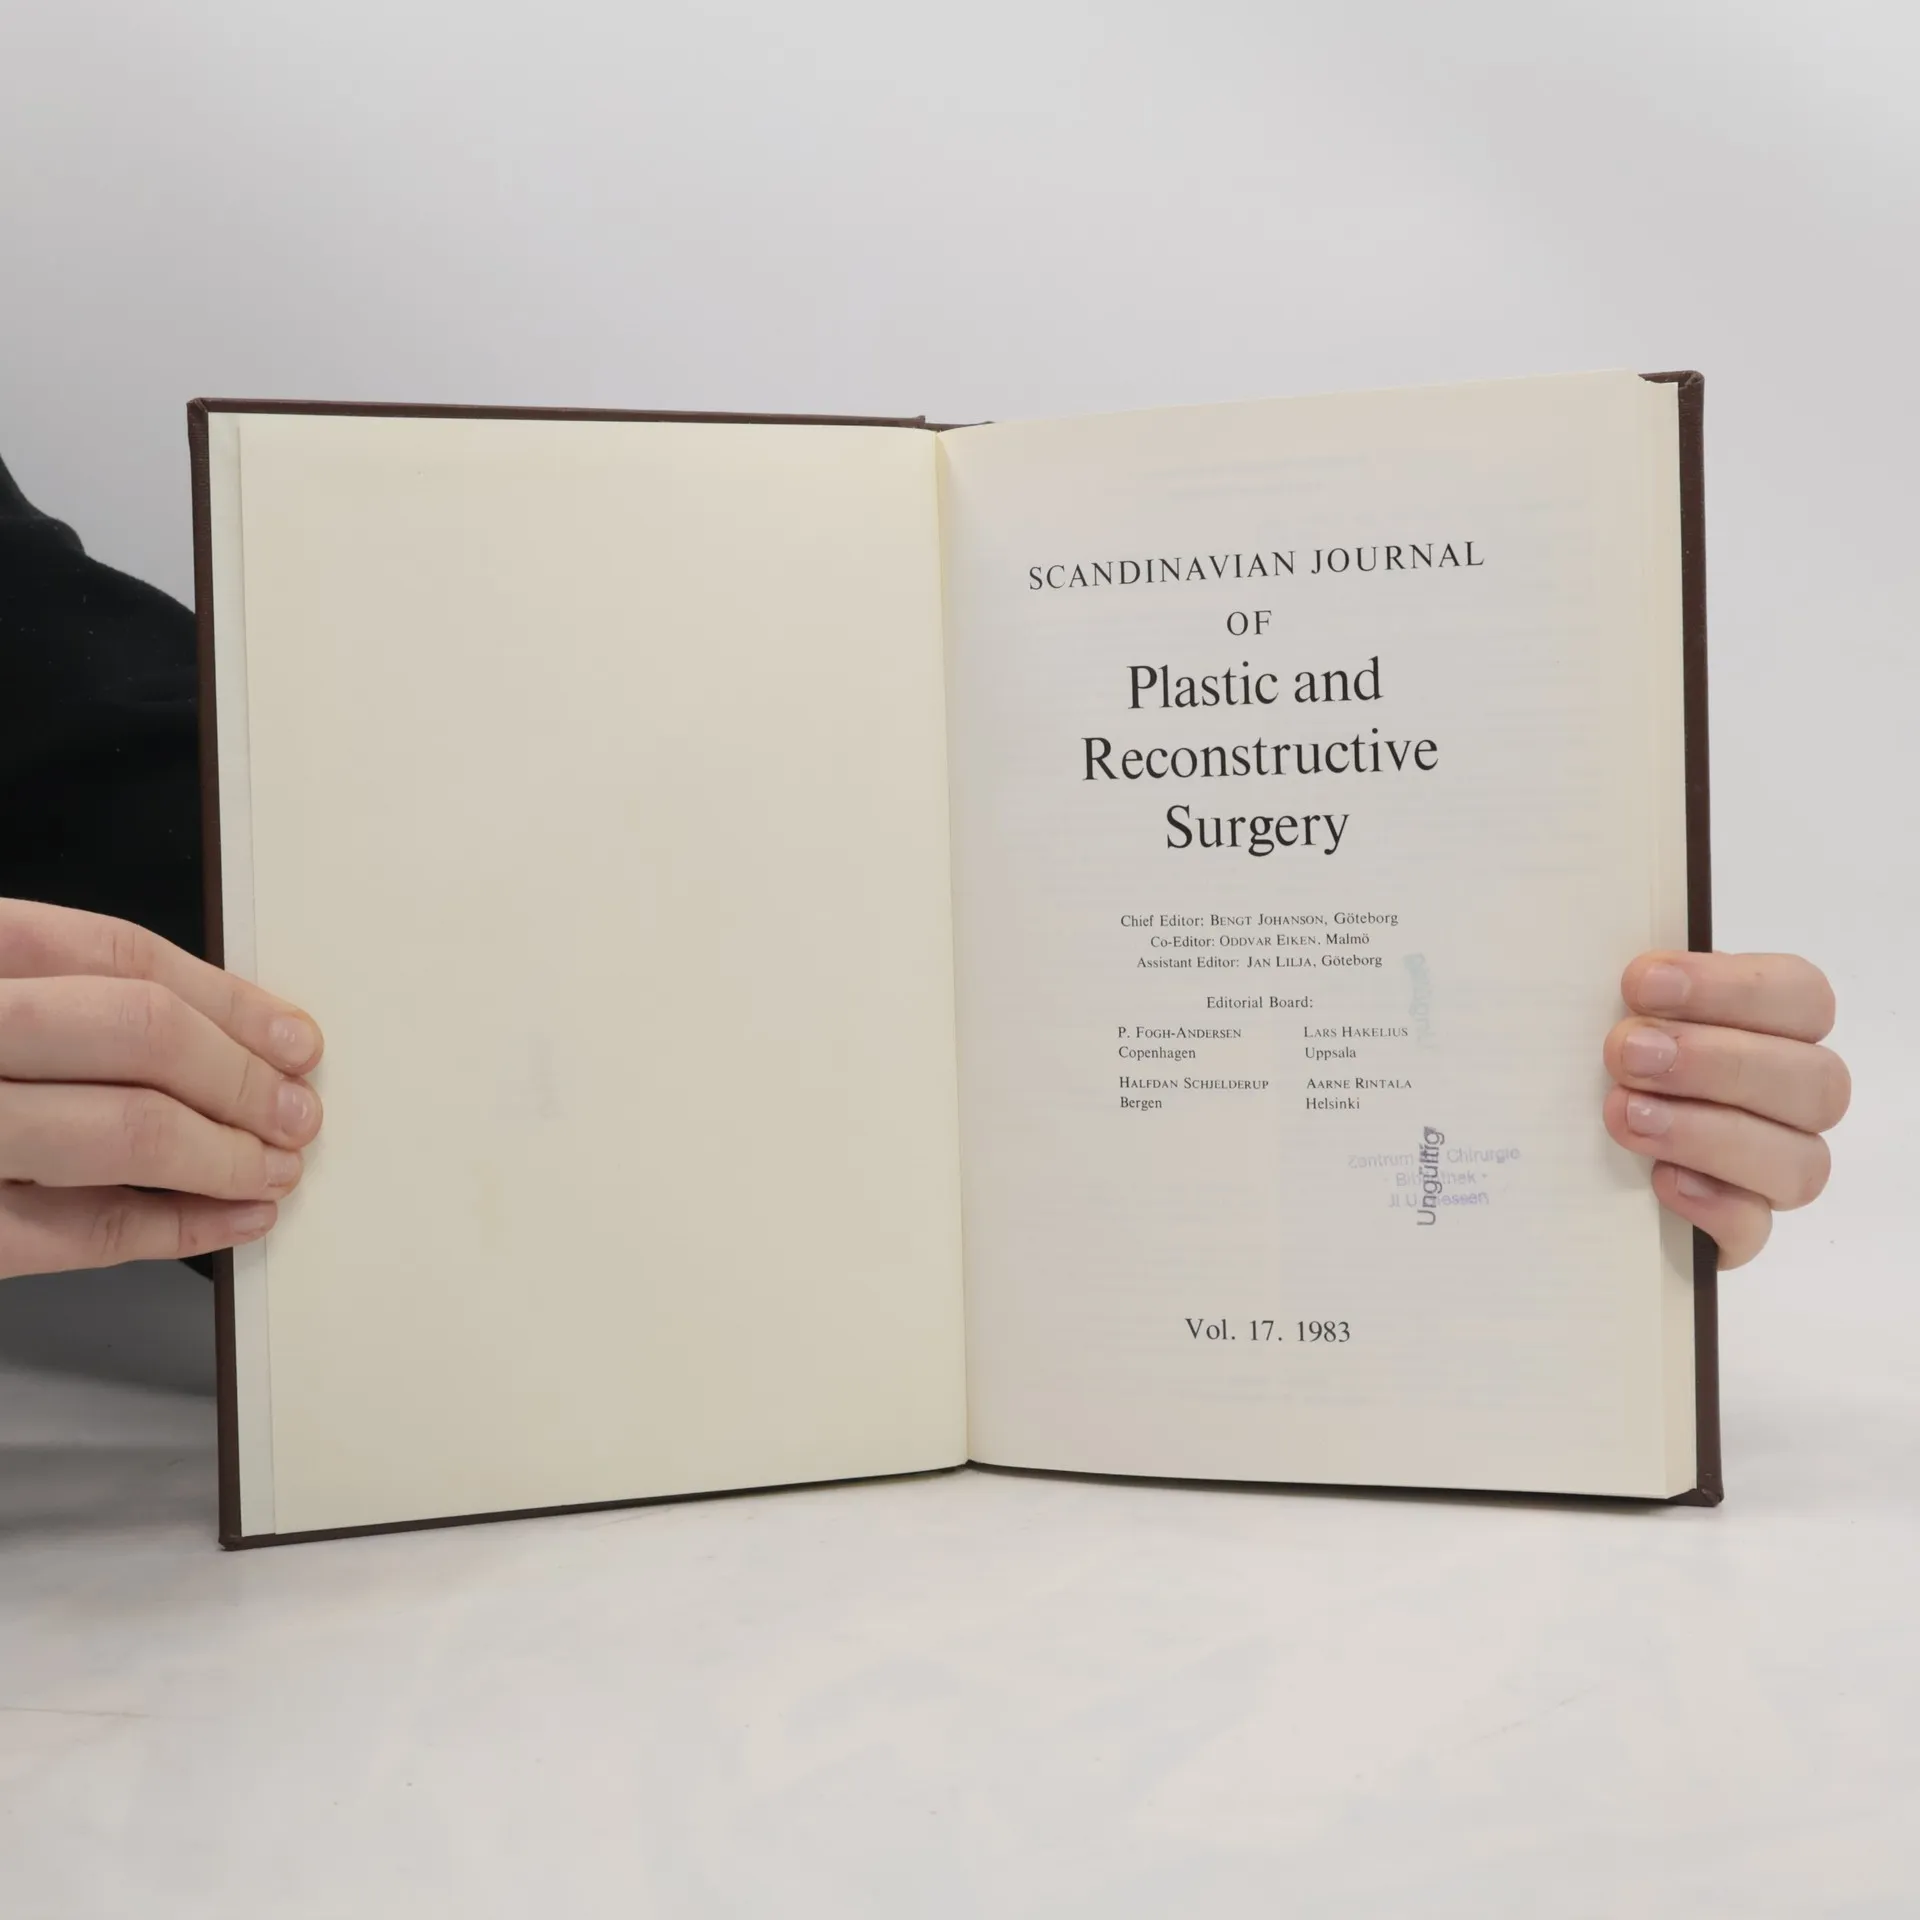 SCANDINAVIAN JOURNAL
OF
Plastic and
Reconstructive
Surgery
Chief Editor: BENGT JOHANSON, Göteborg
Co-Editor: ODDVAR EIKEN, Malmö
Assistant Editor: JAN LILJA, Göteborg
Editorial Board:
P. FOGH-ANDERSEN
Copenhagen
LARS HAKELIUS
Uppsala
HALFDAN SCHJELDERUP
Bergen
AARNE RINTALA
Helsinki
Zentrum Chirurgie
Ungültig
Vol. 17. 1983